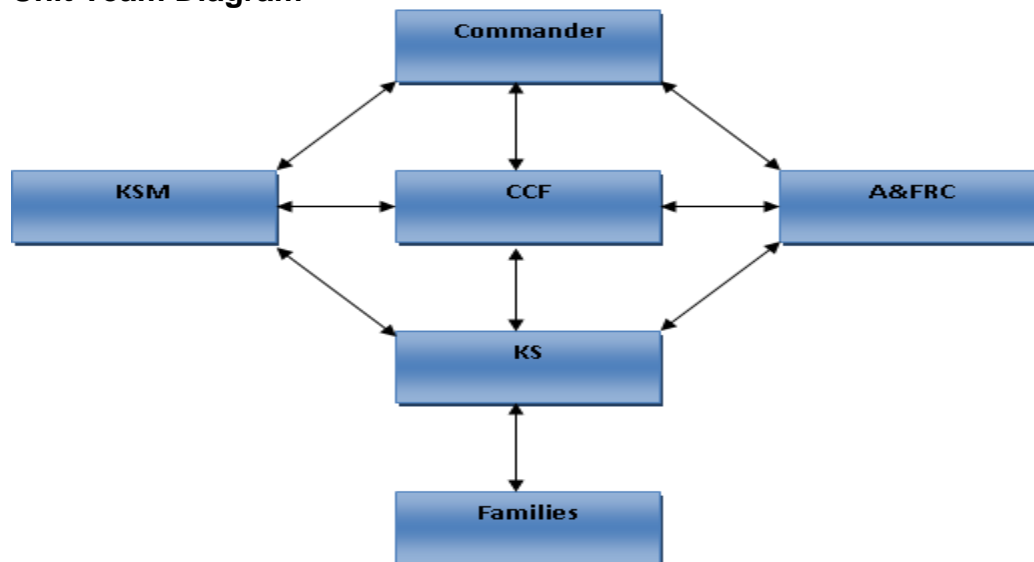 Unit Team Diagram
Commander
KSM
CCF
A&FRC
KS
Families